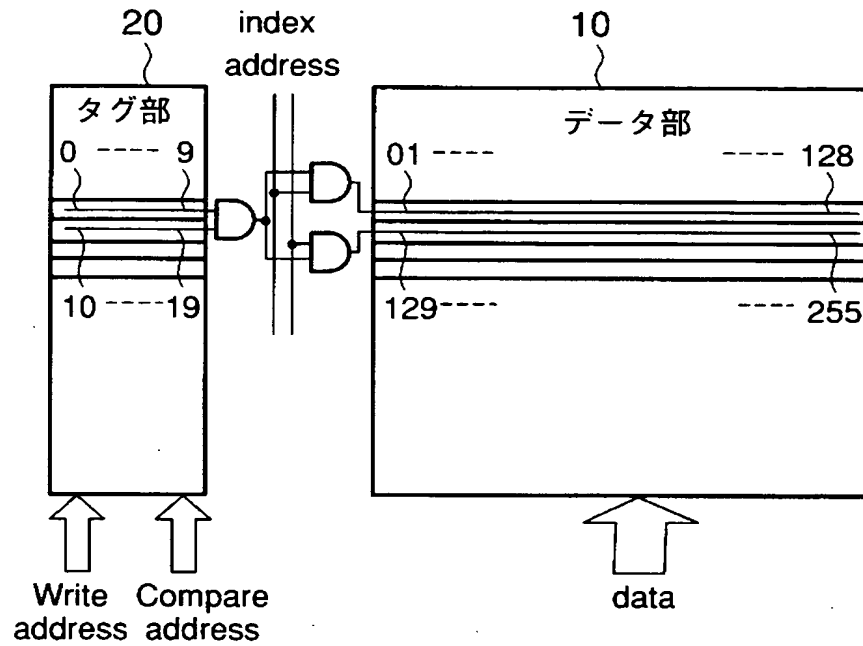 20
index
address
10
タグ部
データ部
0 ---- 9
01 ----
---- 128
10 ---- 19
129 ----
---- 255
Write
address
Compare
address
data